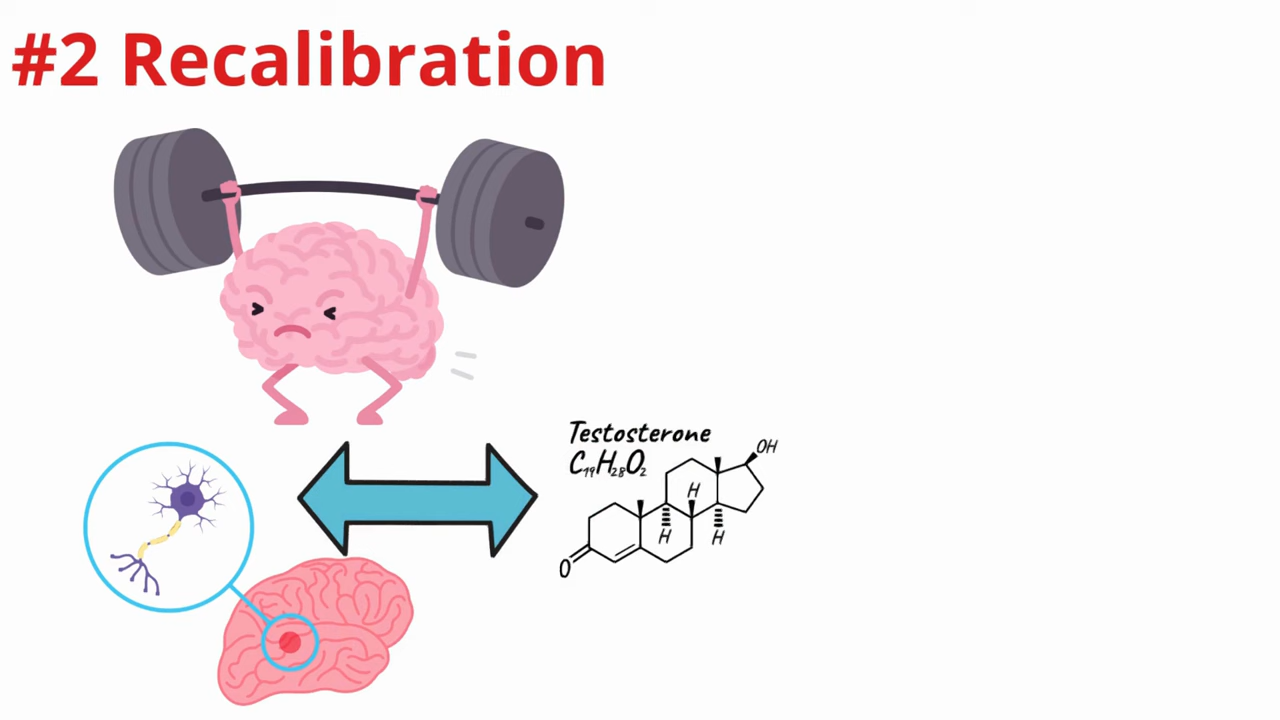 #2 Recalibration
Testosterone
C₁₉H₂₈O₂
OH
H
H
H
O